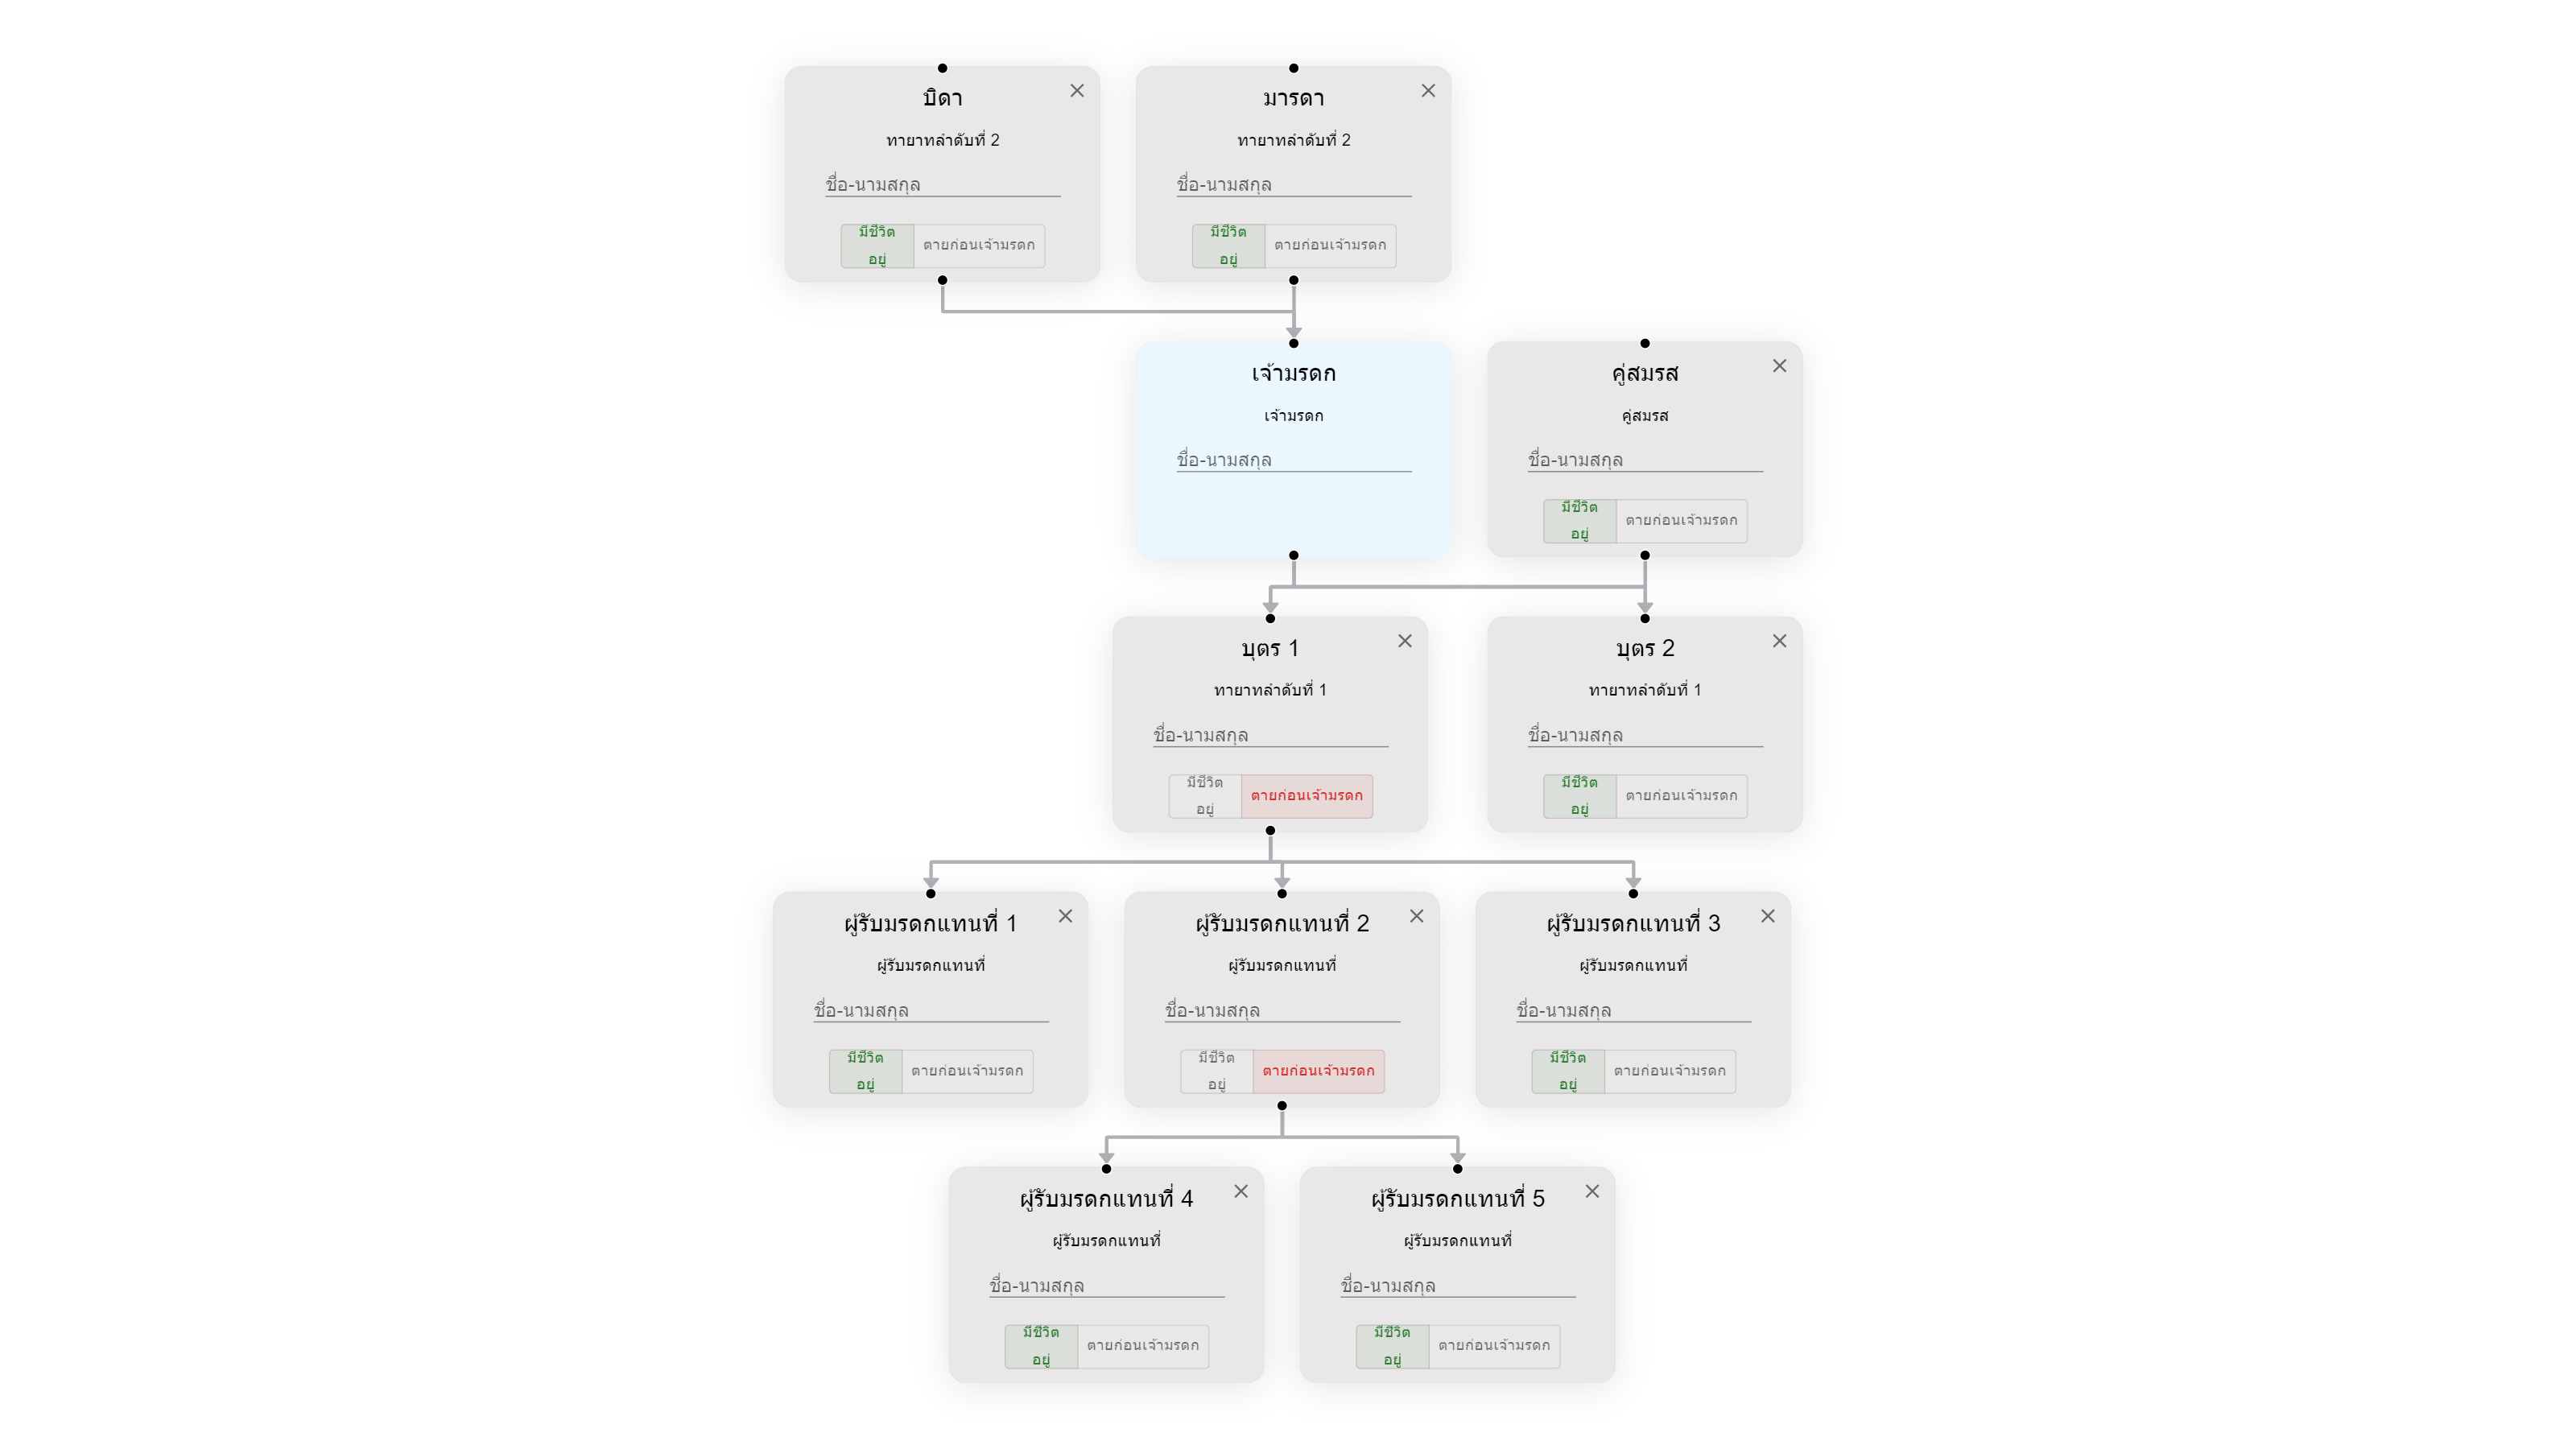 บิดา
ทายาทลำดับที่ 2
ชื่อ-นามสกุล
มีชีวิต
อยู่
ตายก่อนเจ้ามรดก
มารดา
ทายาทลำดับที่ 2
ชื่อ-นามสกุล
มีชีวิต
อยู่
ตายก่อนเจ้ามรดก
เจ้ามรดก
เจ้ามรดก
ชื่อ-นามสกุล
คู่สมรส
คู่สมรส
ชื่อ-นามสกุล
มีชีวิต
อยู่
ตายก่อนเจ้ามรดก
บุตร 1
ทายาทลำดับที่ 1
ชื่อ-นามสกุล
มีชีวิต
อยู่
ตายก่อนเจ้ามรดก
บุตร 2
ทายาทลำดับที่ 1
ชื่อ-นามสกุล
มีชีวิต
อยู่
ตายก่อนเจ้ามรดก
ผู้รับมรดกแทนที่ 1
ผู้รับมรดกแทนที่
ชื่อ-นามสกุล
มีชีวิต
อยู่
ตายก่อนเจ้ามรดก
ผู้รับมรดกแทนที่ 2
ผู้รับมรดกแทนที่
ชื่อ-นามสกุล
มีชีวิต
อยู่
ตายก่อนเจ้ามรดก
ผู้รับมรดกแทนที่ 3
ผู้รับมรดกแทนที่
ชื่อ-นามสกุล
มีชีวิต
อยู่
ตายก่อนเจ้ามรดก
ผู้รับมรดกแทนที่ 4
ผู้รับมรดกแทนที่
ชื่อ-นามสกุล
มีชีวิต
อยู่
ตายก่อนเจ้ามรดก
ผู้รับมรดกแทนที่ 5
ผู้รับมรดกแทนที่
ชื่อ-นามสกุล
มีชีวิต
อยู่
ตายก่อนเจ้ามรดก